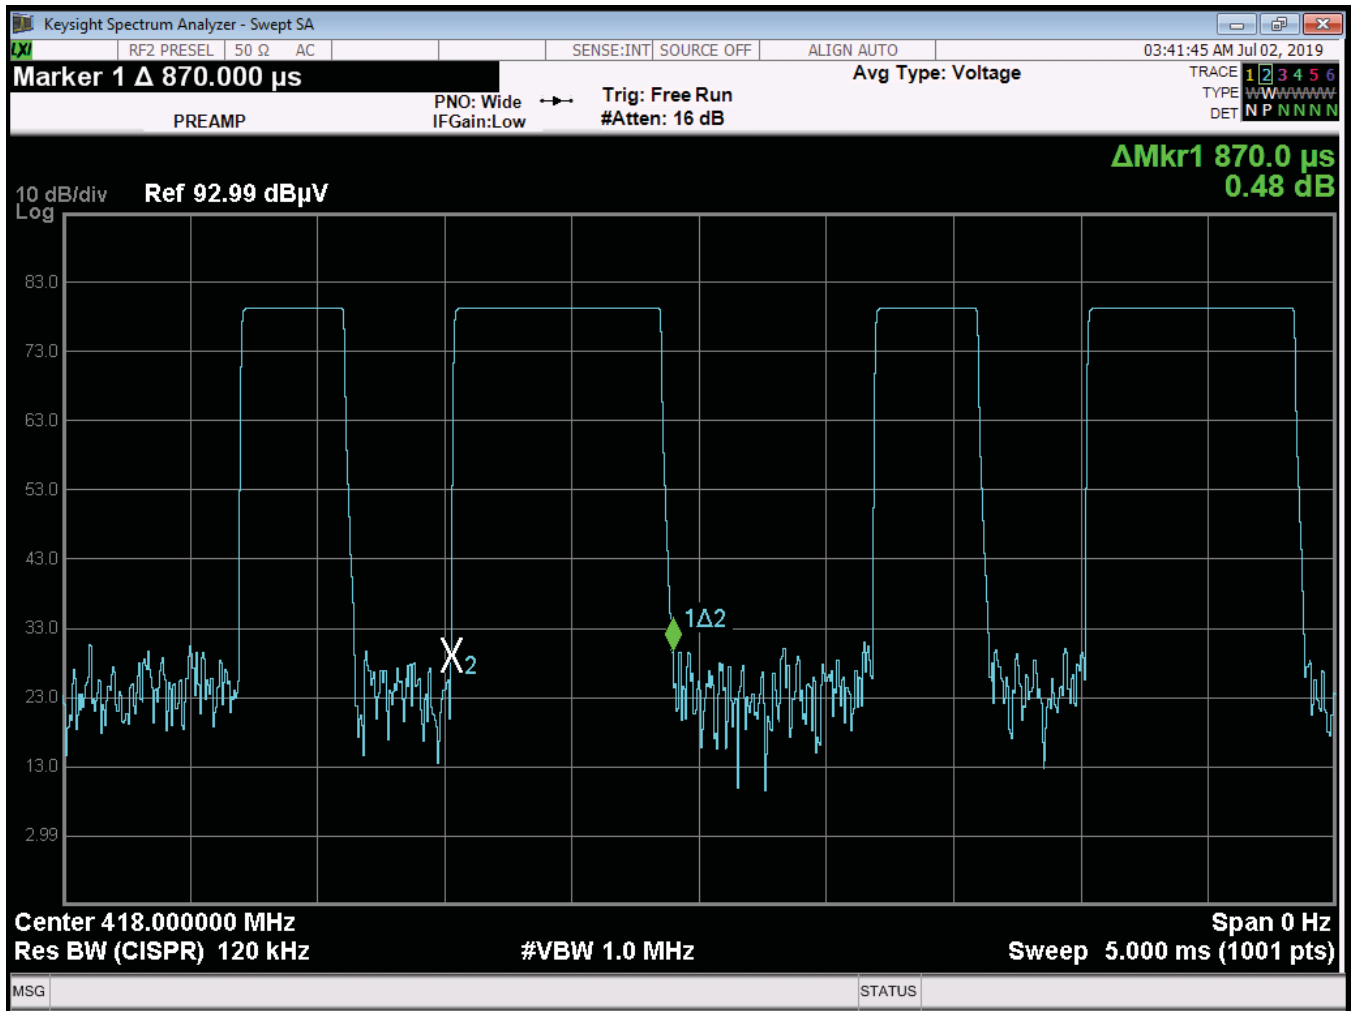 Keysight Spectrum Analyzer - Swept SA
LXI RF2 PRESEL 50 Ω AC SENSE:INT SOURCE OFF ALIGN AUTO 03:41:45 AM Jul 02, 2019
Marker 1 Δ 870.000 µs
Avg Type: Voltage
PNO: Wide
IFGain:Low
Trig: Free Run
#Atten: 16 dB
PREAMP
TRACE 1 2 3 4 5 6
TYPE W W W W W W
DET N P N N N N
ΔMkr1 870.0 µs
0.48 dB
10 dB/div
Log
Ref 92.99 dBµV
83.0
73.0
63.0
53.0
43.0
33.0
23.0
13.0
2.99
1Δ2
X2
Center 418.000000 MHz
Span 0 Hz
Res BW (CISPR) 120 kHz
#VBW 1.0 MHz
Sweep 5.000 ms (1001 pts)
MSG
STATUS